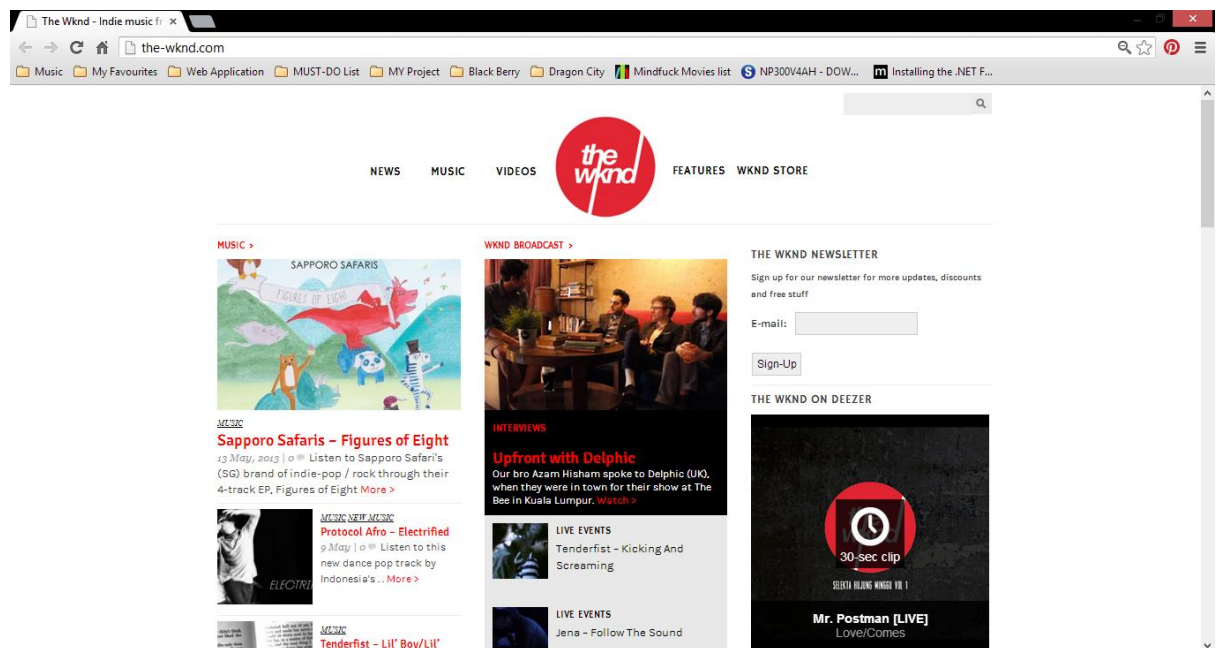 The Wknd - Indie music fr
the-wknd.com
Music
My Favourites
Web Application
MUST-DO List
MY Project
Black Berry
Dragon City
Mindfuck Movies list
NP300V4AH - DOW...
Installing the .NET F...
NEWS
MUSIC
VIDEOS
the
wknd
FEATURES
WKND STORE
MUSIC >
SAPPORO SAFARIS
FIGURES OF EIGHT
MUSIC
Sapporo Safaris – Figures of Eight
13 May, 2013 | 0 Listen to Sapporo Safari's
(SG) brand of indie-pop / rock through their
4-track EP, Figures of Eight More >
MUSIC NEW MUSIC
Protocol Afro – Electrified
9 May | 0 Listen to this
new dance pop track by
Indonesia's .. More >
MUSIC
Tenderfist – Lil' Boy/Lil'
WKND BROADCAST >
INTERVIEWS
Upfront with Delphic
Our bro Azam Hisham spoke to Delphic (UK),
when they were in town for their show at The
Bee in Kuala Lumpur. Watch >
LIVE EVENTS
Tenderfist – Kicking And
Screaming
LIVE EVENTS
Jena – Follow The Sound
THE WKND NEWSLETTER
Sign up for our newsletter for more updates, discounts
and free stuff
E-mail:
Sign-Up
THE WKND ON DEEZER
30-sec clip
SELEKTA HUJUNG MINGGU VOL 1
Mr. Postman [LIVE]
Love/Comes